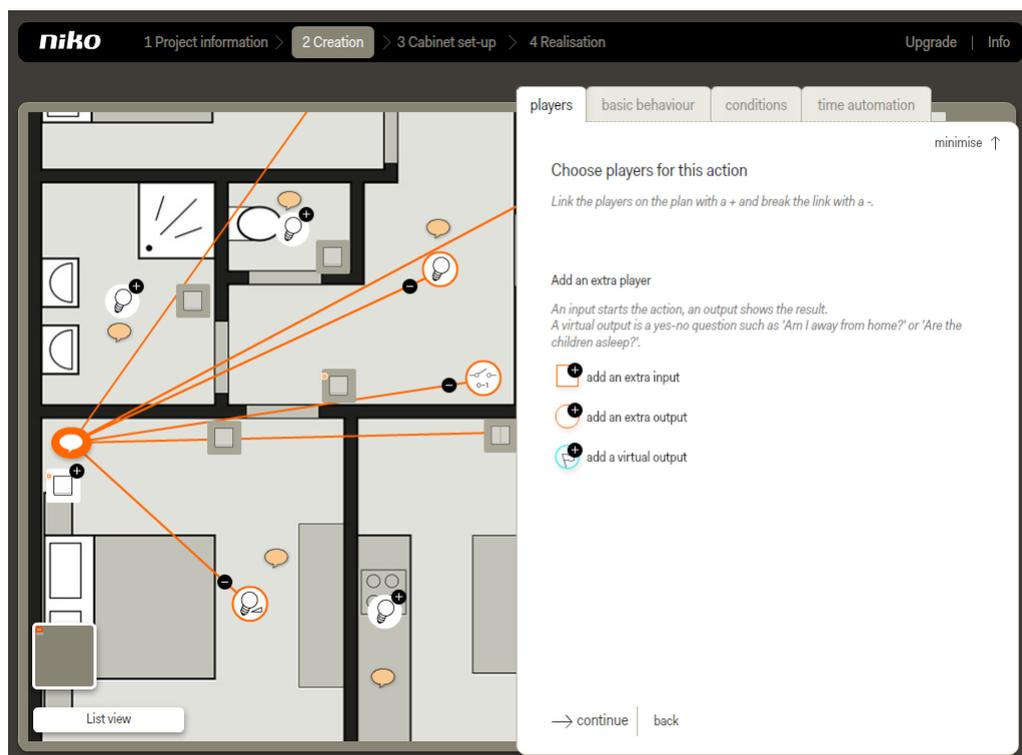 niko
1 Project information
2 Creation
3 Cabinet set-up
4 Realisation
Upgrade | Info
players
basic behaviour
conditions
time automation
minimise ↑
Choose players for this action
Link the players on the plan with a + and break the link with a -.
Add an extra player
An input starts the action, an output shows the result.
A virtual output is a yes-no question such as 'Am I away from home?' or 'Are the
children asleep?'.
add an extra input
add an extra output
add a virtual output
0-1
List view
→ continue
back